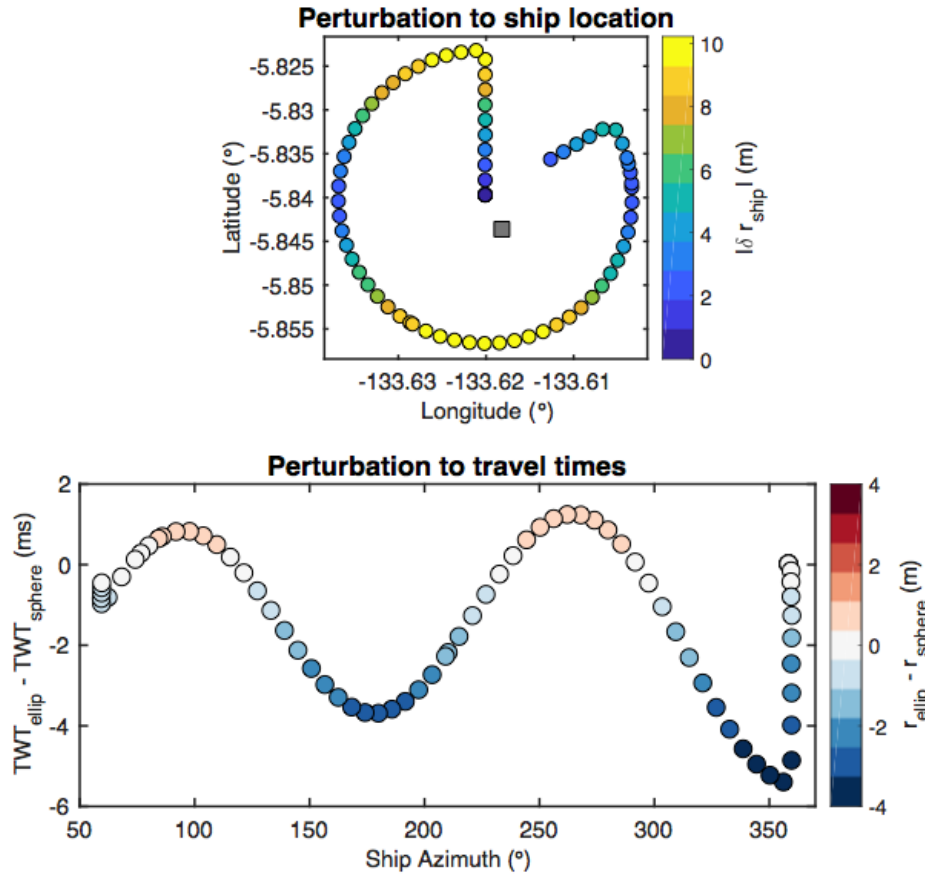 Perturbation to ship location
-5.825
-5.83
-5.835
-5.84
-5.845
-5.85
-5.855
Latitude (°)
-133.63 -133.62 -133.61
Longitude (°)
10
8
6
4
2
0
|δ r_ship| (m)
Perturbation to travel times
2
0
-2
-4
-6
TWT_ellip - TWT_sphere (ms)
50 100 150 200 250 300 350
Ship Azimuth (°)
4
2
0
-2
-4
r_ellip - r_sphere (m)